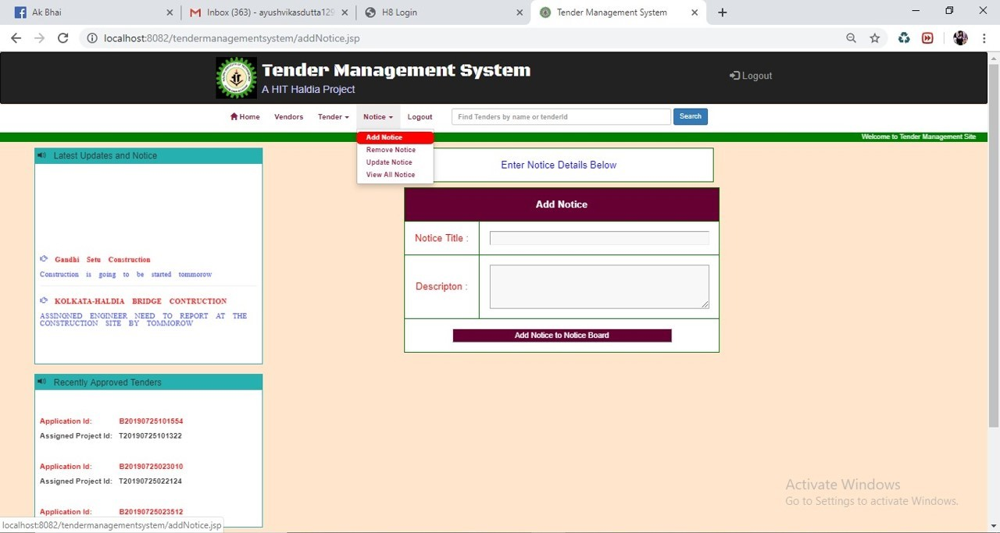 Ak Bhai
Inbox (363) - ayushvikasdutta129
H8 Login
Tender Management System
localhost:8082/tendermanagementsystem/addNotice.jsp
Tender Management System
A HIT Haldia Project
Logout
Home Vendors Tender Notice Logout
Find Tenders by name or tenderId
Search
Add Notice
Remove Notice
Update Notice
View All Notice
Welcome to Tender Management Site
Latest Updates and Notice
Gandhi Setu Construction
Construction is going to be started tommorow
KOLKATA-HALDIA BRIDGE CONTRUCTION
ASSINGNED ENGINEER NEED TO REPORT AT THE
CONSTRUCTION SITE BY TOMMOROW
Enter Notice Details Below
Add Notice
Notice Title :
Descripton :
Add Notice to Notice Board
Recently Approved Tenders
Application Id: B20190725101554
Assigned Project Id: T20190725101322
Application Id: B20190725023010
Assigned Project Id: T20190725022124
Application Id: B20190725023512
Activate Windows
Go to Settings to activate Windows.
localhost:8082/tendermanagementsystem/addNotice.jsp